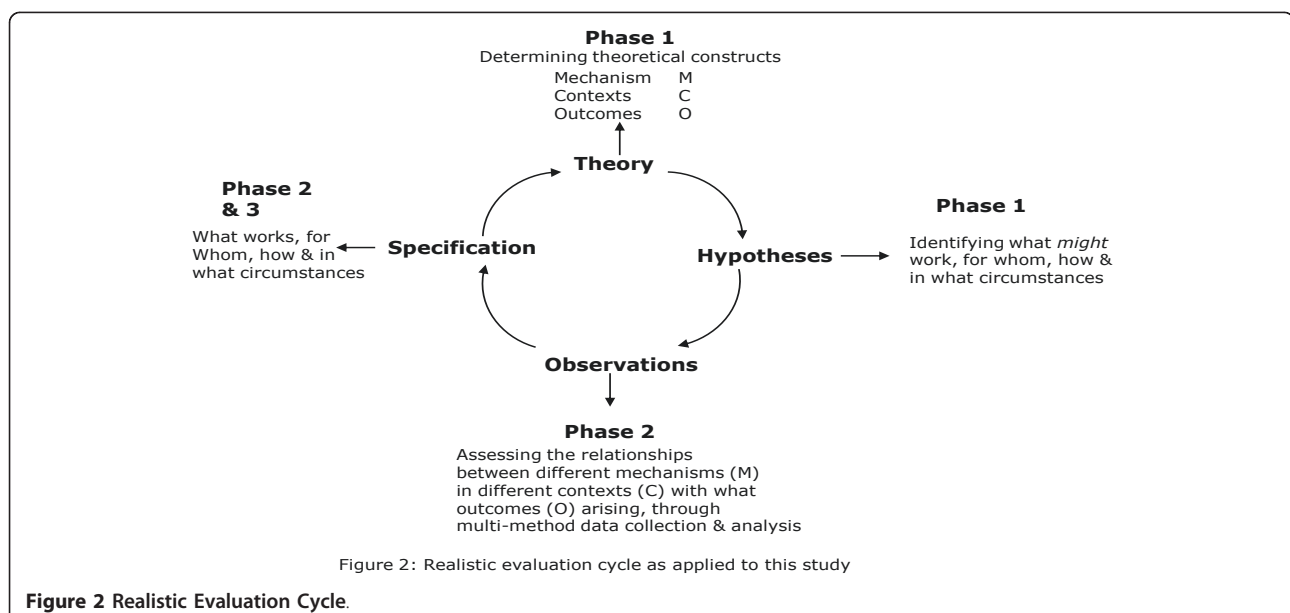 Phase 1
Determining theoretical constructs
Mechanism M
Contexts C
Outcomes O
Theory
Phase 2
& 3
What works, for
Whom, how & in
what circumstances
Specification
Hypotheses
Phase 1
Identifying what might
work, for whom, how &
in what circumstances
Observations
Phase 2
Assessing the relationships
between different mechanisms (M)
in different contexts (C) with what
outcomes (O) arising, through
multi-method data collection & analysis
Figure 2: Realistic evaluation cycle as applied to this study
Figure 2 Realistic Evaluation Cycle.